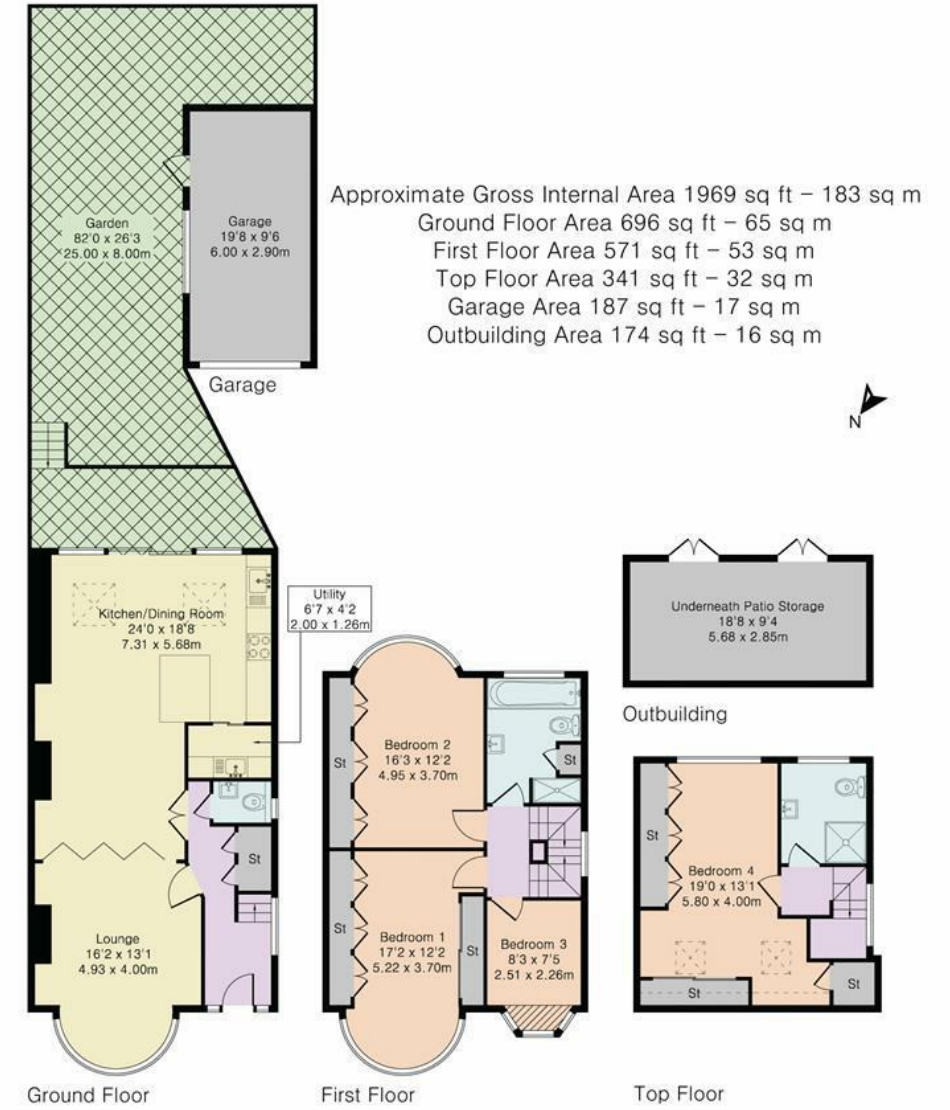 Approximate Gross Internal Area 1969 sq ft – 183 sq m
Ground Floor Area 696 sq ft – 65 sq m
First Floor Area 571 sq ft – 53 sq m
Top Floor Area 341 sq ft – 32 sq m
Garage Area 187 sq ft – 17 sq m
Outbuilding Area 174 sq ft – 16 sq m
Garden
82'0 x 26'3
25.00 x 8.00m
Garage
19'8 x 9'6
6.00 x 2.90m
Garage
N
Kitchen/Dining Room
24'0 x 18'8
7.31 x 5.68m
Utility
6'7 x 4'2
2.00 x 1.26m
St
Lounge
16'2 x 13'1
4.93 x 4.00m
Ground Floor
St
Bedroom 2
16'3 x 12'2
4.95 x 3.70m
St
St
Bedroom 1
17'2 x 12'2
5.22 x 3.70m
St
Bedroom 3
8'3 x 7'5
2.51 x 2.26m
First Floor
Underneath Patio Storage
18'8 x 9'4
5.68 x 2.85m
Outbuilding
St
Bedroom 4
19'0 x 13'1
5.80 x 4.00m
St
St
Top Floor